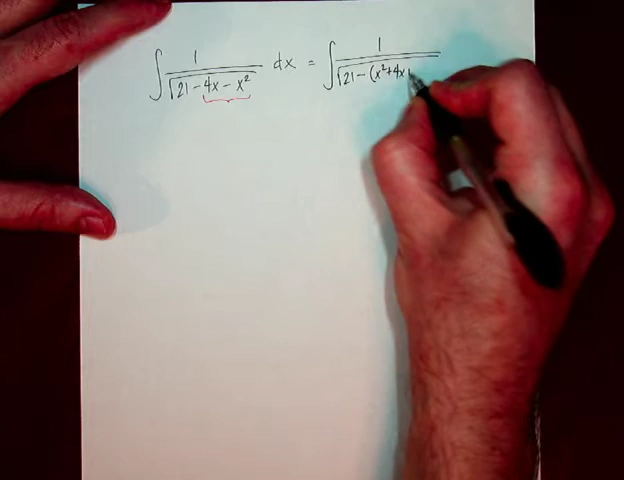 ∫ 1/√(21 − 4x − x²) dx = ∫ 1/√(21 − (x²+4x)